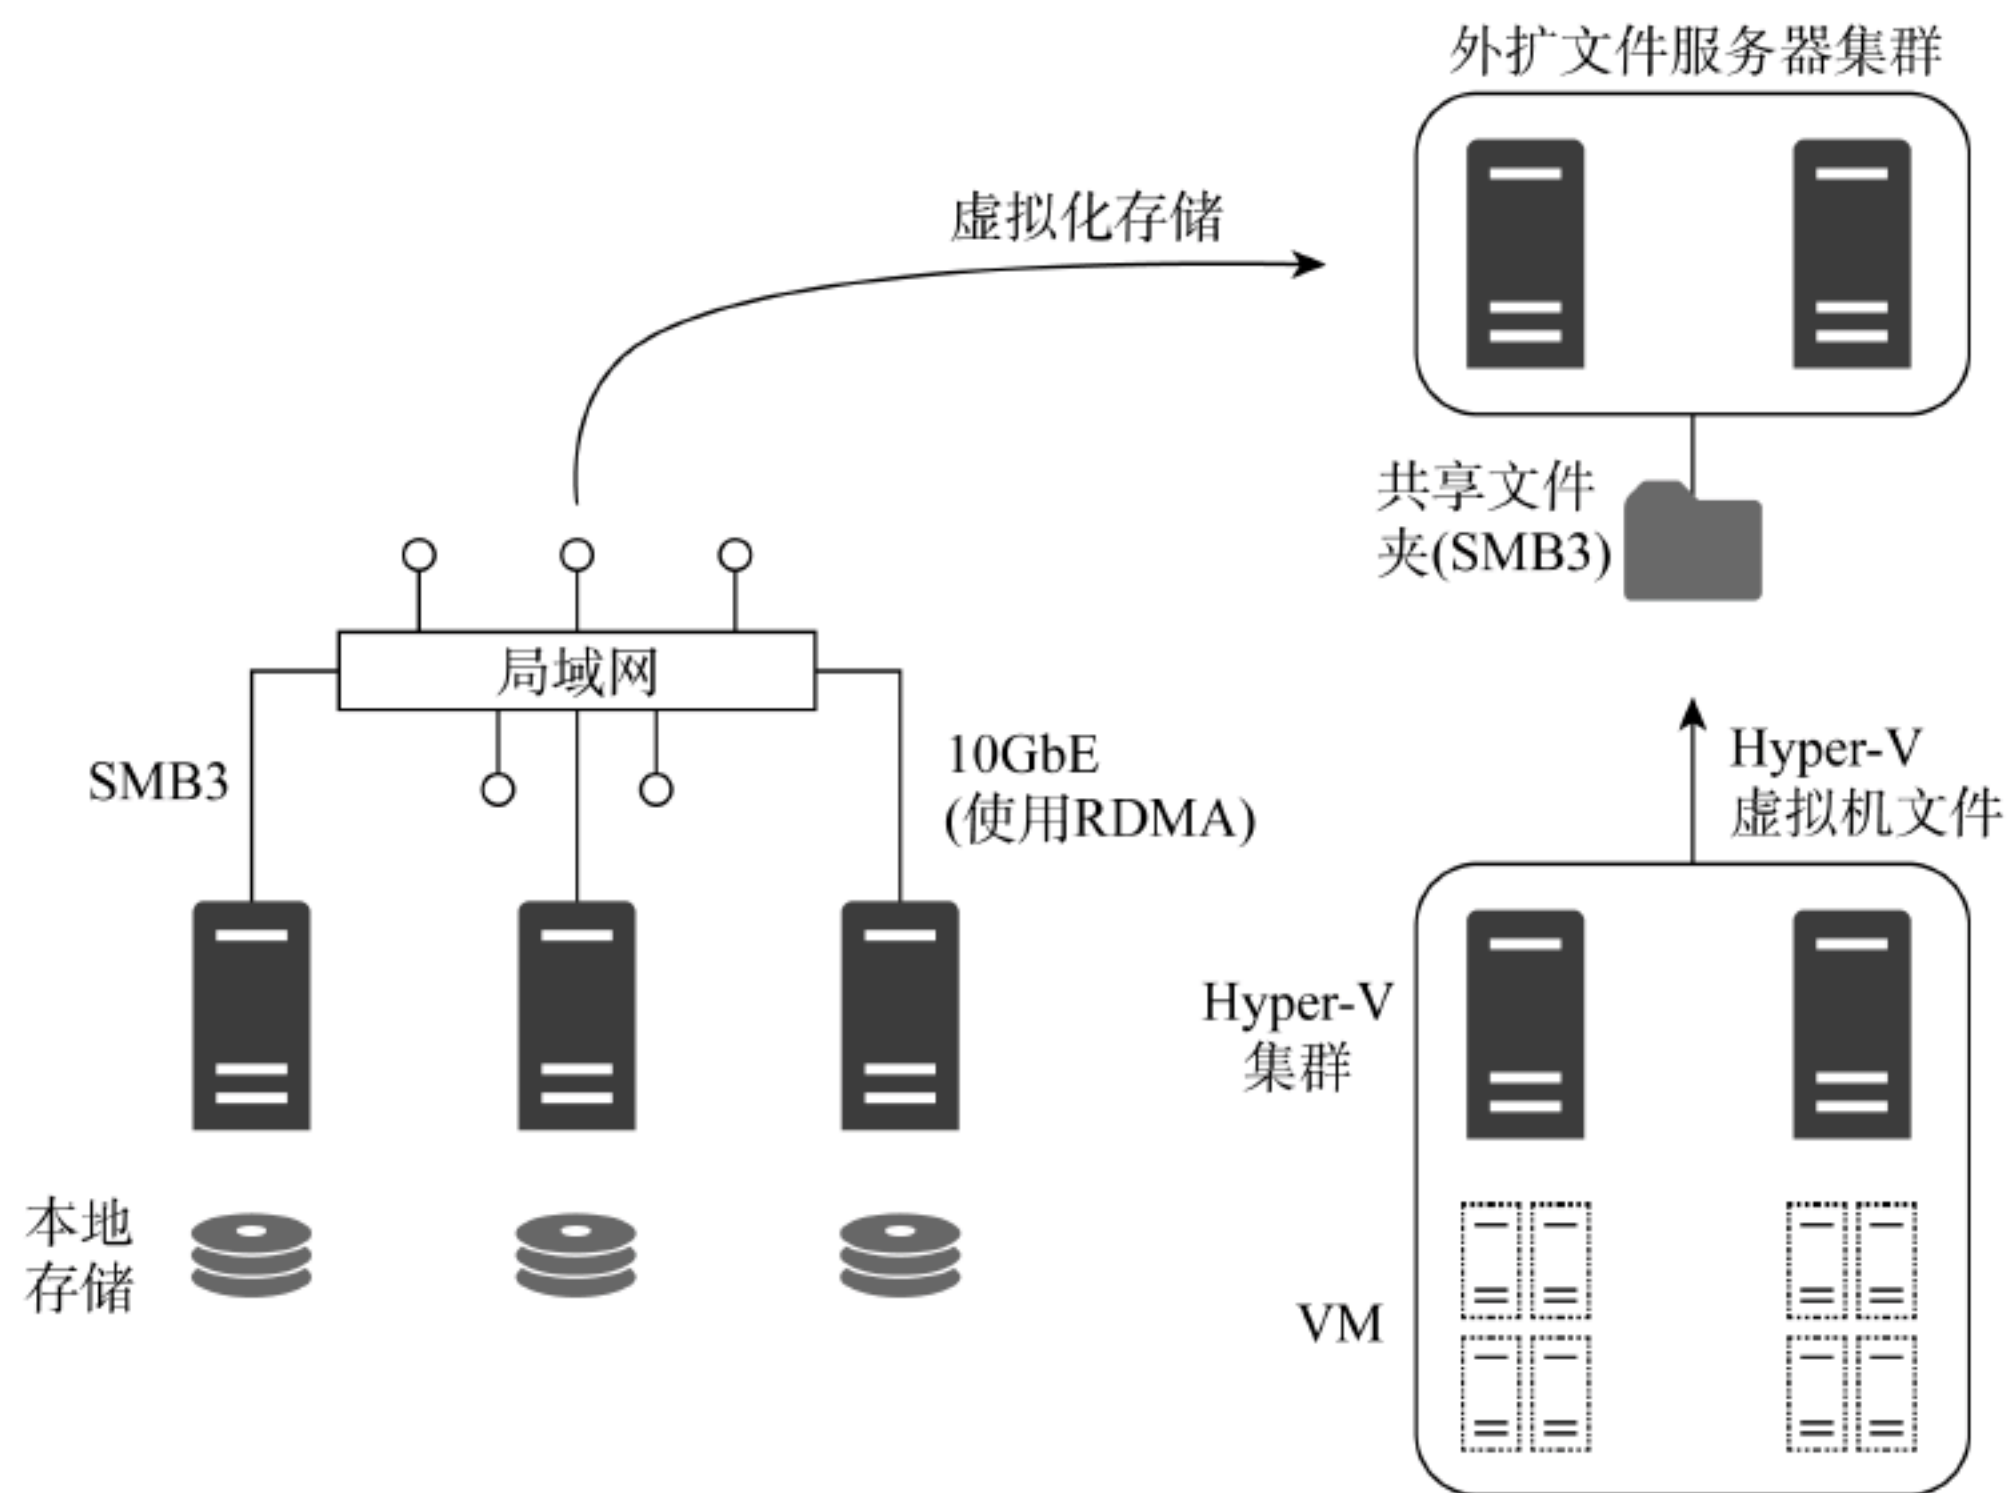 外扩文件服务器集群
虚拟化存储
共享文件
夹(SMB3)
局域网
SMB3
10GbE
(使用RDMA)
Hyper-V
虚拟机文件
Hyper-V
集群
本地
存储
VM